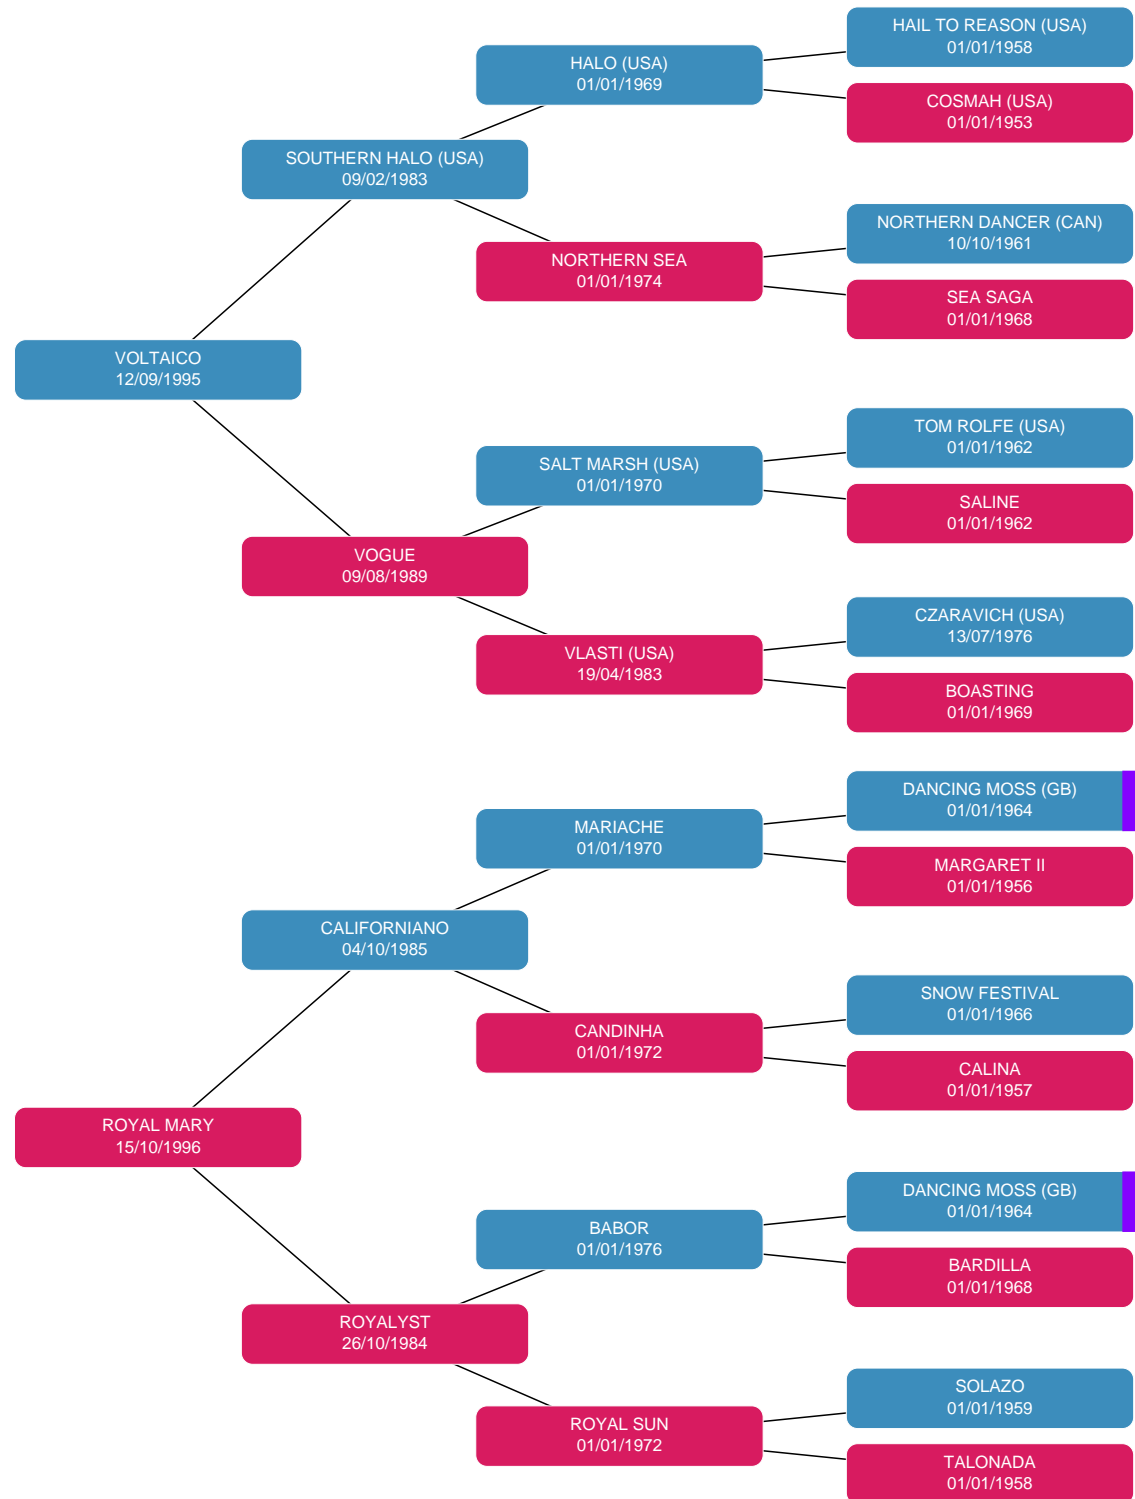 HAIL TO REASON (USA)
01/01/1958
HALO (USA)
01/01/1969
COSMAH (USA)
01/01/1953
SOUTHERN HALO (USA)
09/02/1983
NORTHERN DANCER (CAN)
10/10/1961
NORTHERN SEA
01/01/1974
SEA SAGA
01/01/1968
VOLTAICO
12/09/1995
TOM ROLFE (USA)
01/01/1962
SALT MARSH (USA)
01/01/1970
SALINE
01/01/1962
VOGUE
09/08/1989
CZARAVICH (USA)
13/07/1976
VLASTI (USA)
19/04/1983
BOASTING
01/01/1969
DANCING MOSS (GB)
01/01/1964
MARIACHE
01/01/1970
MARGARET II
01/01/1956
CALIFORNIANO
04/10/1985
SNOW FESTIVAL
01/01/1966
CANDINHA
01/01/1972
CALINA
01/01/1957
ROYAL MARY
15/10/1996
DANCING MOSS (GB)
01/01/1964
BABOR
01/01/1976
BARDILLA
01/01/1968
ROYALYST
26/10/1984
SOLAZO
01/01/1959
ROYAL SUN
01/01/1972
TALONADA
01/01/1958